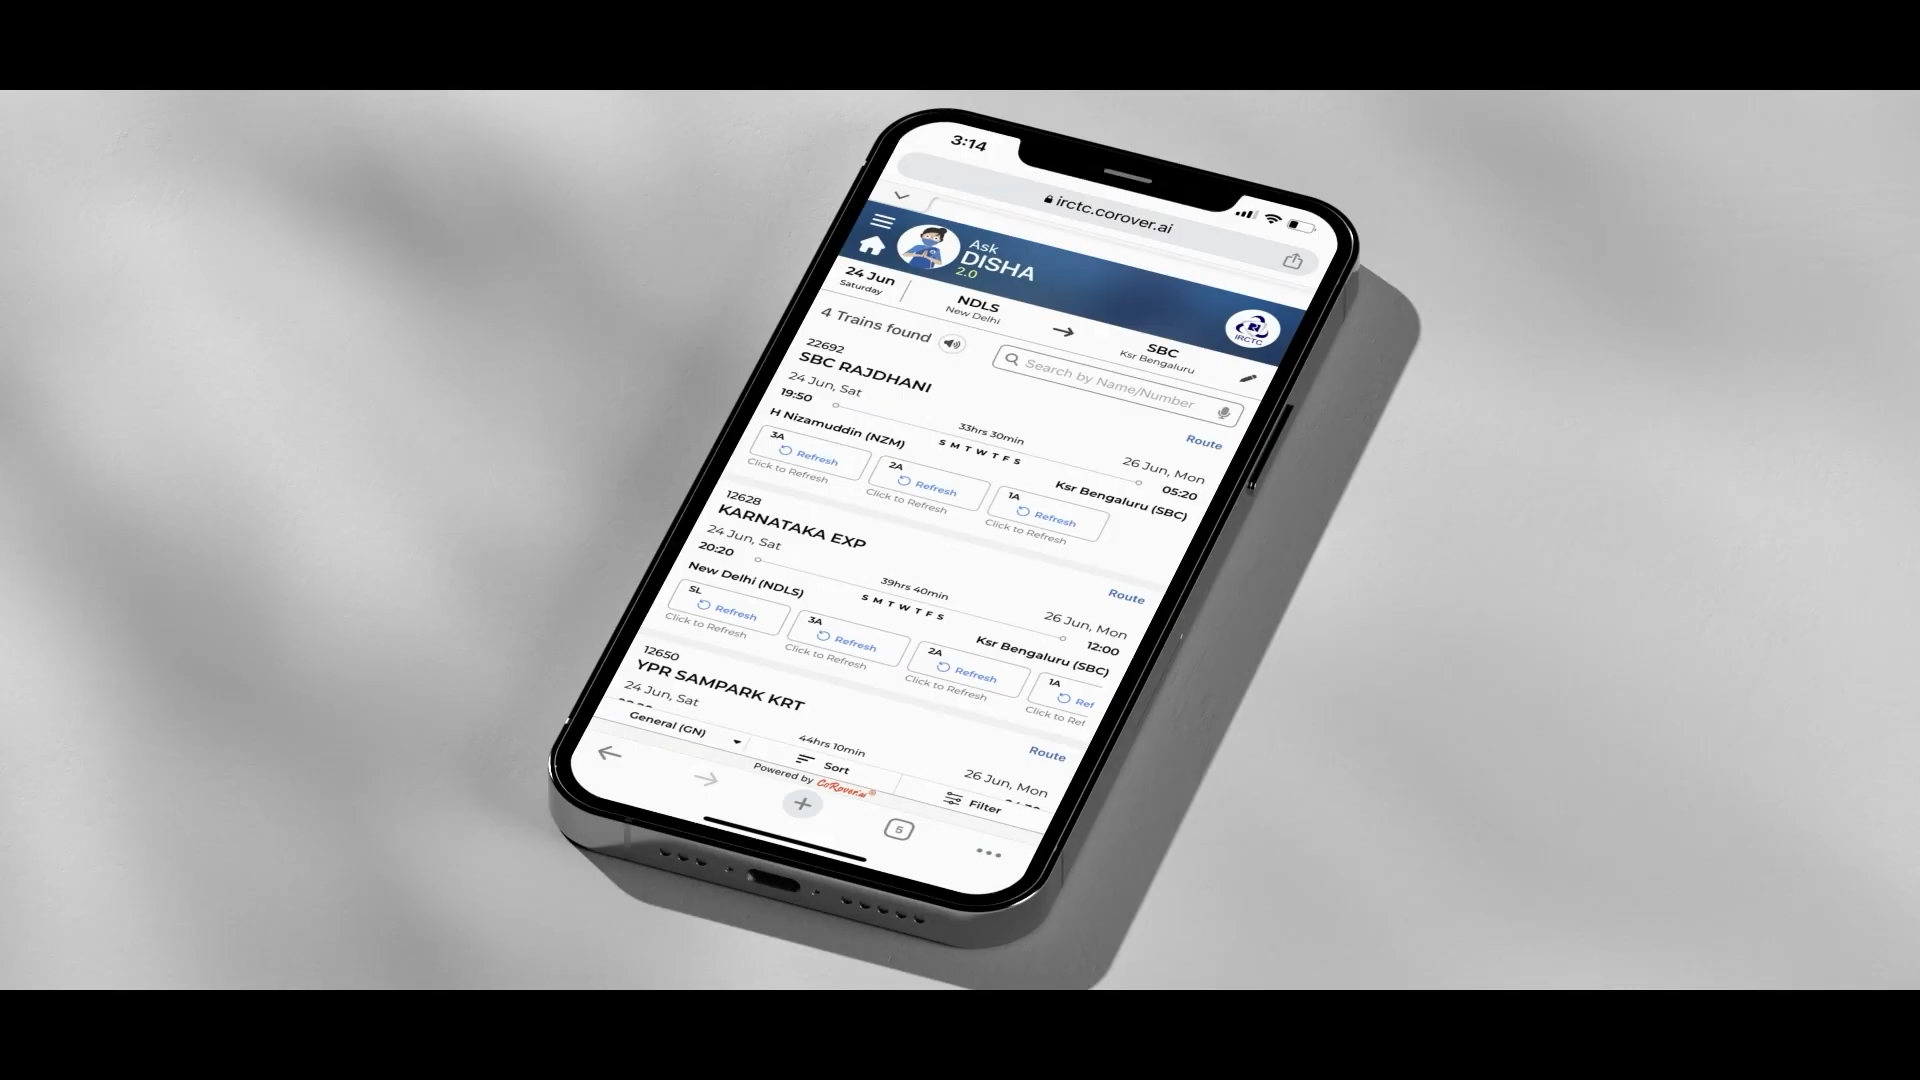 3:14
irctc.corover.ai
Ask
DISHA
2.0
IRCTC
24 Jun
Saturday
NDLS
New Delhi
SBC
Ksr Bengaluru
4 Trains found
Search by Name/Number
22692
SBC RAJDHANI
Route
24 Jun, Sat
33hrs 30min
26 Jun, Mon
19:50
S M T W T F S
05:20
H Nizamuddin (NZM)
Ksr Bengaluru (SBC)
3A
Refresh
Click to Refresh
2A
Refresh
Click to Refresh
1A
Refresh
Click to Refresh
12628
KARNATAKA EXP
Route
24 Jun, Sat
39hrs 40min
26 Jun, Mon
20:20
S M T W T F S
12:00
New Delhi (NDLS)
Ksr Bengaluru (SBC)
SL
Refresh
Click to Refresh
3A
Refresh
Click to Refresh
2A
Refresh
Click to Refresh
1A
Ref
Click to Ref
12650
YPR SAMPARK KRT
Route
24 Jun, Sat
44hrs 10min
26 Jun, Mon
General (GN)
Sort
Filter
Powered by CoRover.ai®
5